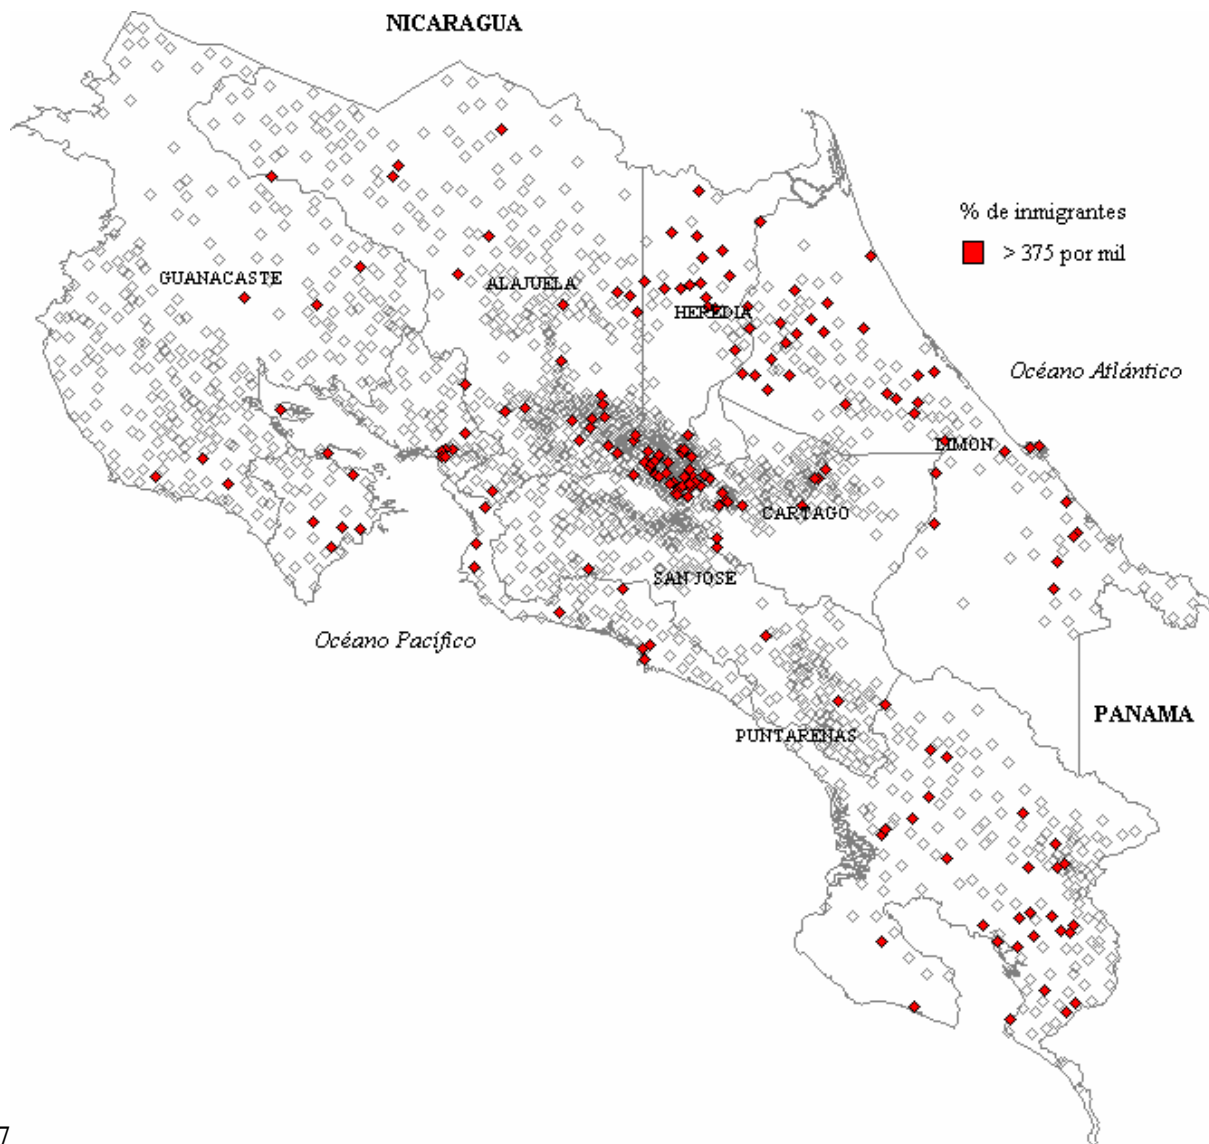 NICARAGUA
% de inmigrantes
> 375 por mil
GUANACASTE
ALAJUELA
HEREDIA
Océano Atlántico
LIMON
CARTAGO
SAN JOSE
Océano Pacífico
PANAMA
PUNTARENAS
7